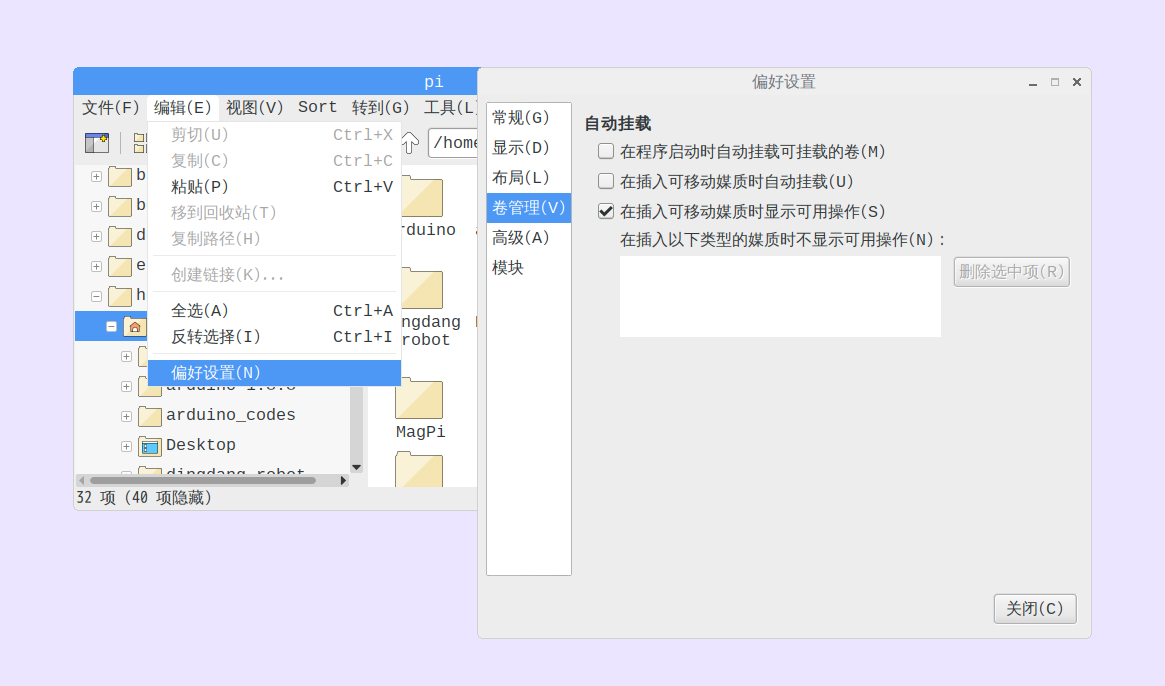 pi
文件(F) 编辑(E) 视图(V) Sort 转到(G) 工具(L
剪切(U) Ctrl+X
复制(C) Ctrl+C
粘贴(P) Ctrl+V
移到回收站(T)
复制路径(H)
创建链接(K)...
全选(A) Ctrl+A
反转选择(I) Ctrl+I
偏好设置(N)
/home
b
b
d
e
h
arduino_codes
Desktop
dingdang_robot
rduino
ngdang
robot
MagPi
32 项 (40 项隐藏)
偏好设置
常规(G)
显示(D)
布局(L)
卷管理(V)
高级(A)
模块
自动挂载
在程序启动时自动挂载可挂载的卷(M)
在插入可移动媒质时自动挂载(U)
在插入可移动媒质时显示可用操作(S)
在插入以下类型的媒质时不显示可用操作(N)：
删除选中项(R)
关闭(C)